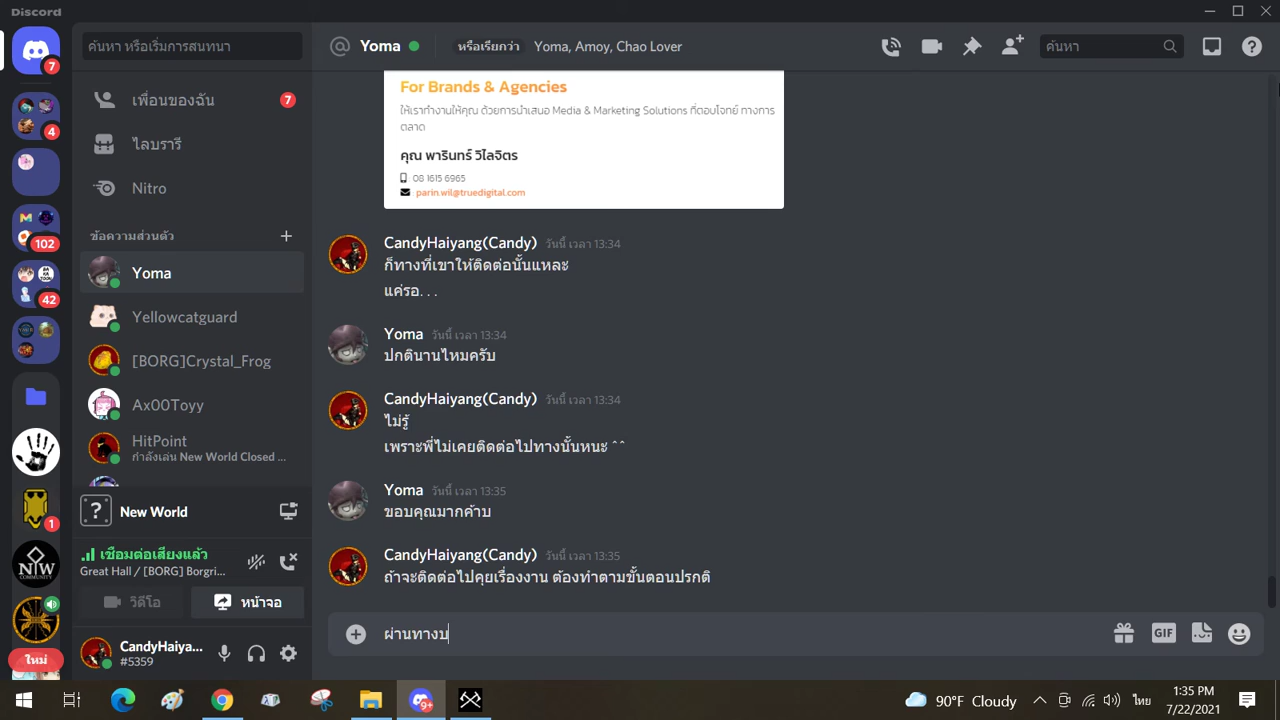 Discord
ค้นหา หรือเริ่มการสนทนา
@ Yoma หรือเรียกว่า Yoma, Amoy, Chao Lover
ค้นหา
7
4
102
42
1
ใหม่
เพื่อนของฉัน 7
ไลบรารี
Nitro
ข้อความส่วนตัว +
Yoma
Yellowcatguard
[BORG]Crystal_Frog
Ax00Toyy
HitPoint
กำลังเล่น New World Closed ...
? New World
เชื่อมต่อเสียงแล้ว
Great Hall / [BORG] Borgri...
วิดีโอ
หน้าจอ
CandyHaiya...
#5359
For Brands & Agencies
ให้เราทำงานให้คุณ ด้วยการนำเสนอ Media & Marketing Solutions ที่ตอบโจทย์ ทางการ
ตลาด
คุณ พารินทร์ วิไลจิตร
: 08 1615 6965
: parin.wil@truedigital.com
CandyHaiyang(Candy) วันนี้ เวลา 13:34
ก็ทางที่เขาให้ติดต่อนั้นแหละ
แค่รอ. . .
Yoma วันนี้ เวลา 13:34
ปกตินานไหมครับ
CandyHaiyang(Candy) วันนี้ เวลา 13:34
ไม่รู้
เพราะพี่ไม่เคยติดต่อไปทางนั้นหนะ ^^
Yoma วันนี้ เวลา 13:35
ขอบคุณมากค้าบ
CandyHaiyang(Candy) วันนี้ เวลา 13:35
ถ้าจะติดต่อไปคุยเรื่องงาน ต้องทำตามขั้นตอนปรกติ
ผ่านทางบ
GIF
N|W
COMMUNITY
9+
90°F Cloudy
ไทย
1:35 PM
7/22/2021